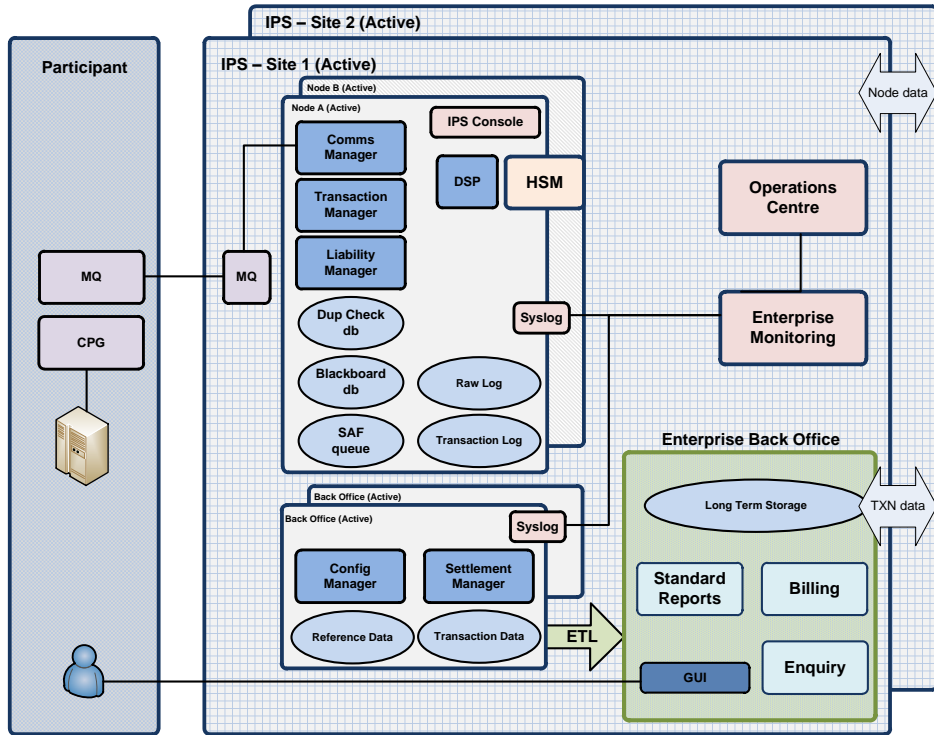 IPS – Site 2 (Active)
IPS – Site 1 (Active)
Participant
Node B (Active)
Node A (Active)
Node data
Comms
Manager
IPS Console
Transaction
Manager
DSP
HSM
Operations
Centre
Liability
Manager
MQ
MQ
CPG
Dup Check
db
Syslog
Enterprise
Monitoring
Blackboard
db
Raw Log
SAF
queue
Transaction Log
Enterprise Back Office
Back Office (Active)
Back Office (Active)
Syslog
Long Term Storage
TXN data
Config
Manager
Settlement
Manager
Standard
Reports
Billing
Reference Data
Transaction Data
ETL
Enquiry
GUI